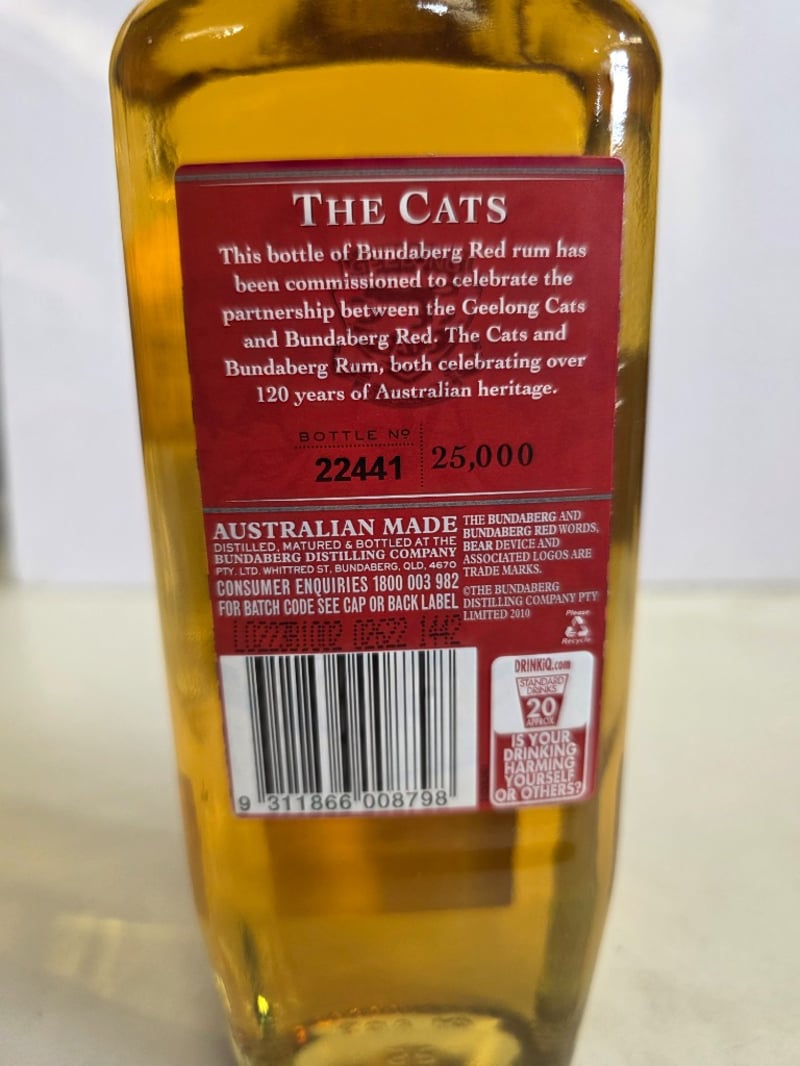 THE CATS
This bottle of Bundaberg Red rum has
been commissioned to celebrate the
partnership between the Geelong Cats
and Bundaberg Red. The Cats and
Bundaberg Rum, both celebrating over
120 years of Australian heritage.
BOTTLE Nº
22441
25,000
AUSTRALIAN MADE
DISTILLED, MATURED & BOTTLED AT THE
BUNDABERG DISTILLING COMPANY
PTY. LTD. WHITTRED ST, BUNDABERG, QLD, 4670
CONSUMER ENQUIRIES 1800 003 982
FOR BATCH CODE SEE CAP OR BACK LABEL
THE BUNDABERG AND
BUNDABERG RED WORDS,
BEAR DEVICE AND
ASSOCIATED LOGOS ARE
TRADE MARKS.
©THE BUNDABERG
DISTILLING COMPANY PTY
LIMITED 2010
Please
Recycle
9 311866 008798
DRINKiQ.com
STANDARD
DRINKS
20
APPROX.
IS YOUR
DRINKING
HARMING
YOURSELF
OR OTHERS?